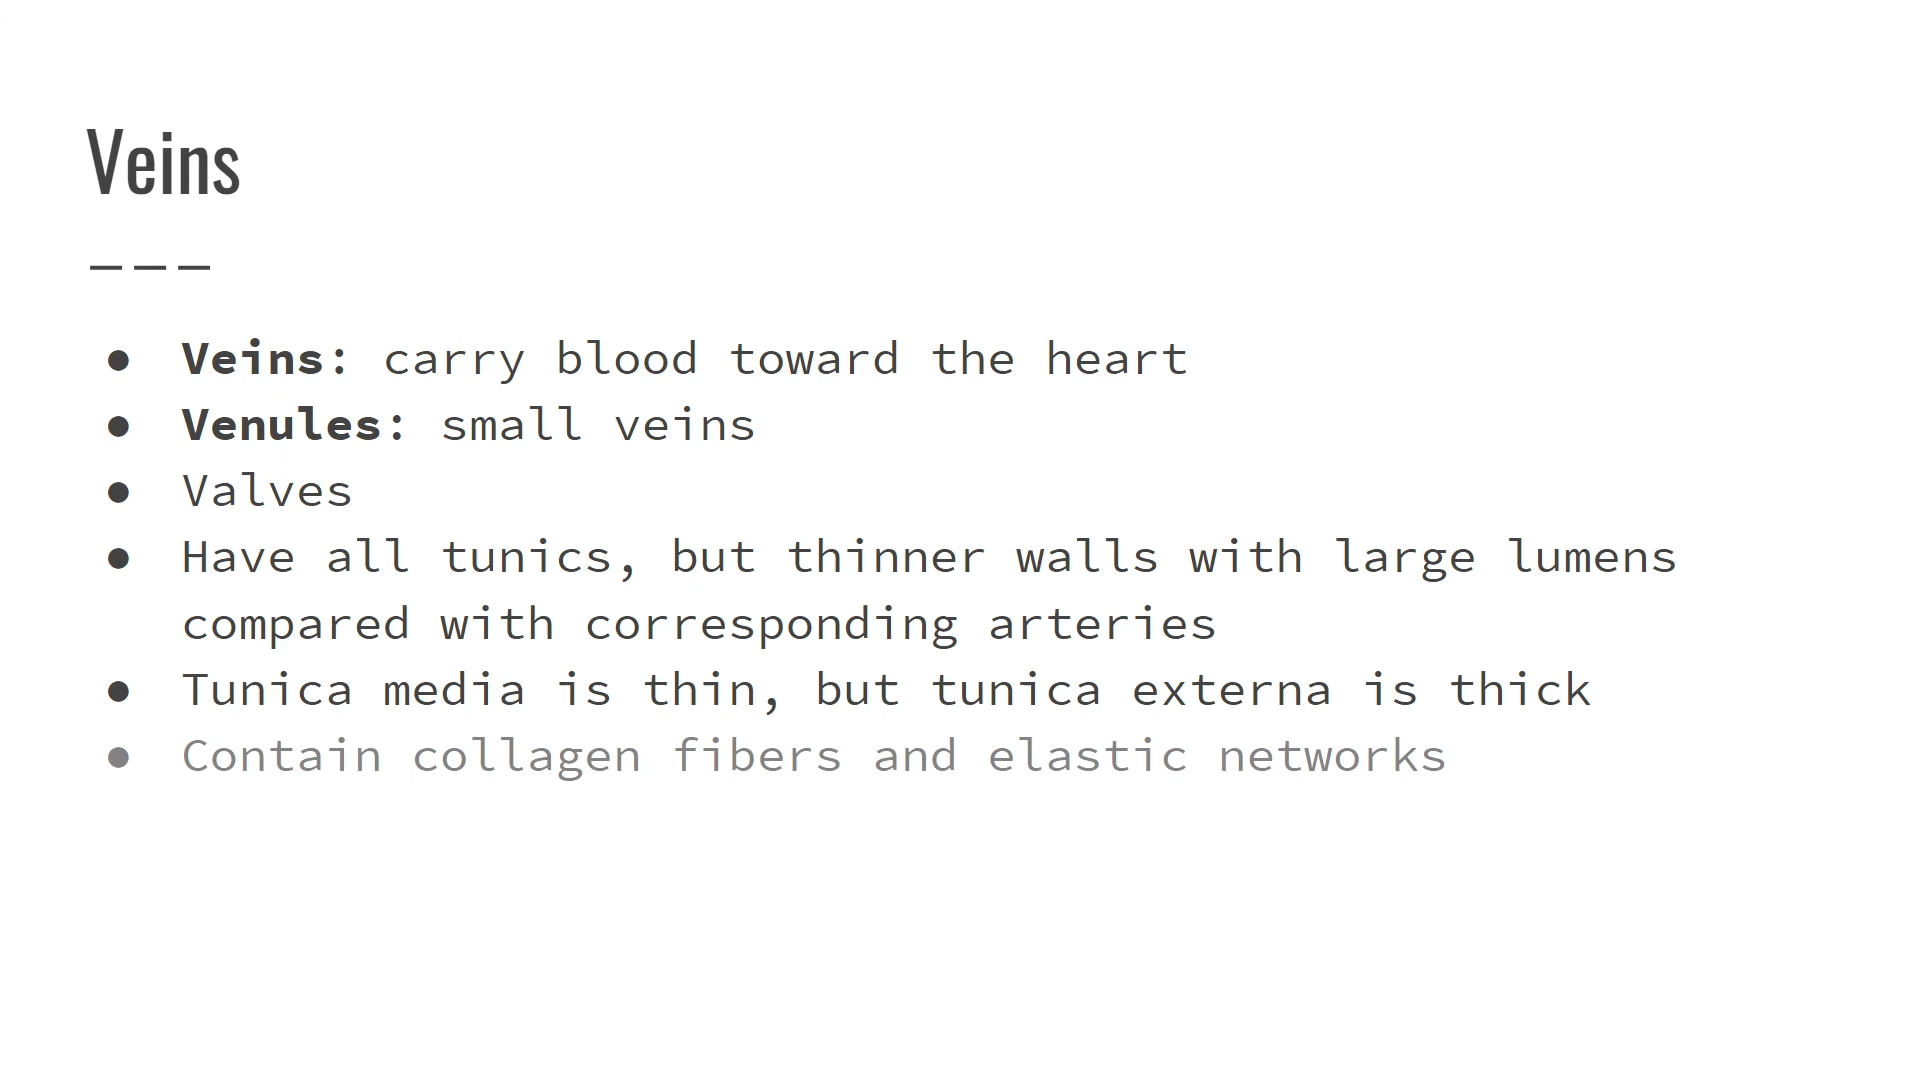 Veins
● Veins: carry blood toward the heart
● Venules: small veins
● Valves
● Have all tunics, but thinner walls with large lumens
compared with corresponding arteries
● Tunica media is thin, but tunica externa is thick
● Contain collagen fibers and elastic networks